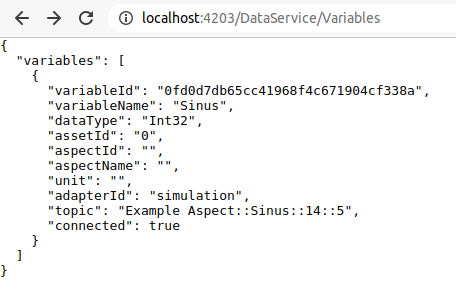 localhost:4203/DataService/Variables
{
  "variables": [
    {
      "variableId": "0fd0d7db65cc41968f4c671904cf338a",
      "variableName": "Sinus",
      "dataType": "Int32",
      "assetId": "0",
      "aspectId": "",
      "aspectName": "",
      "unit": "",
      "adapterId": "simulation",
      "topic": "Example Aspect::Sinus::14::5",
      "connected": true
    }
  ]
}